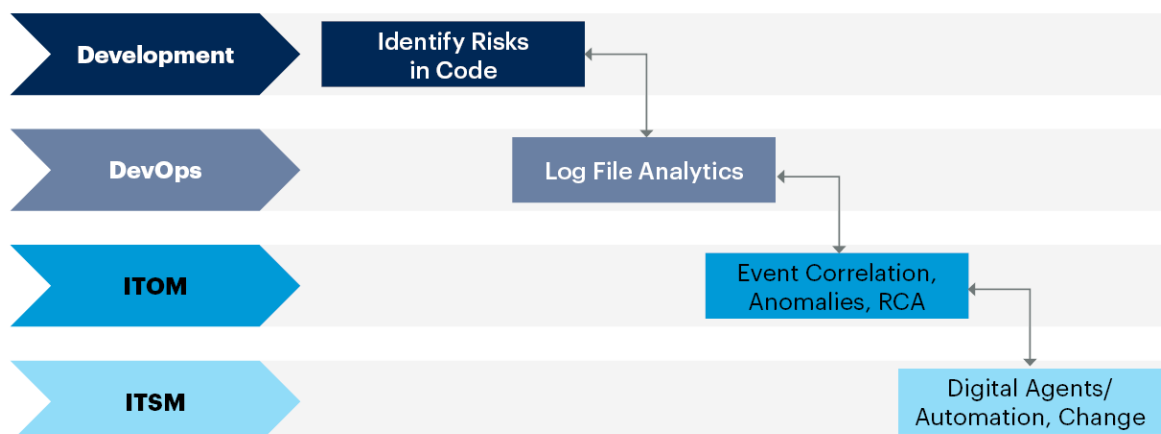 Development
Identify Risks
in Code
DevOps
Log File Analytics
ITOM
Event Correlation,
Anomalies, RCA
ITSM
Digital Agents/
Automation, Change